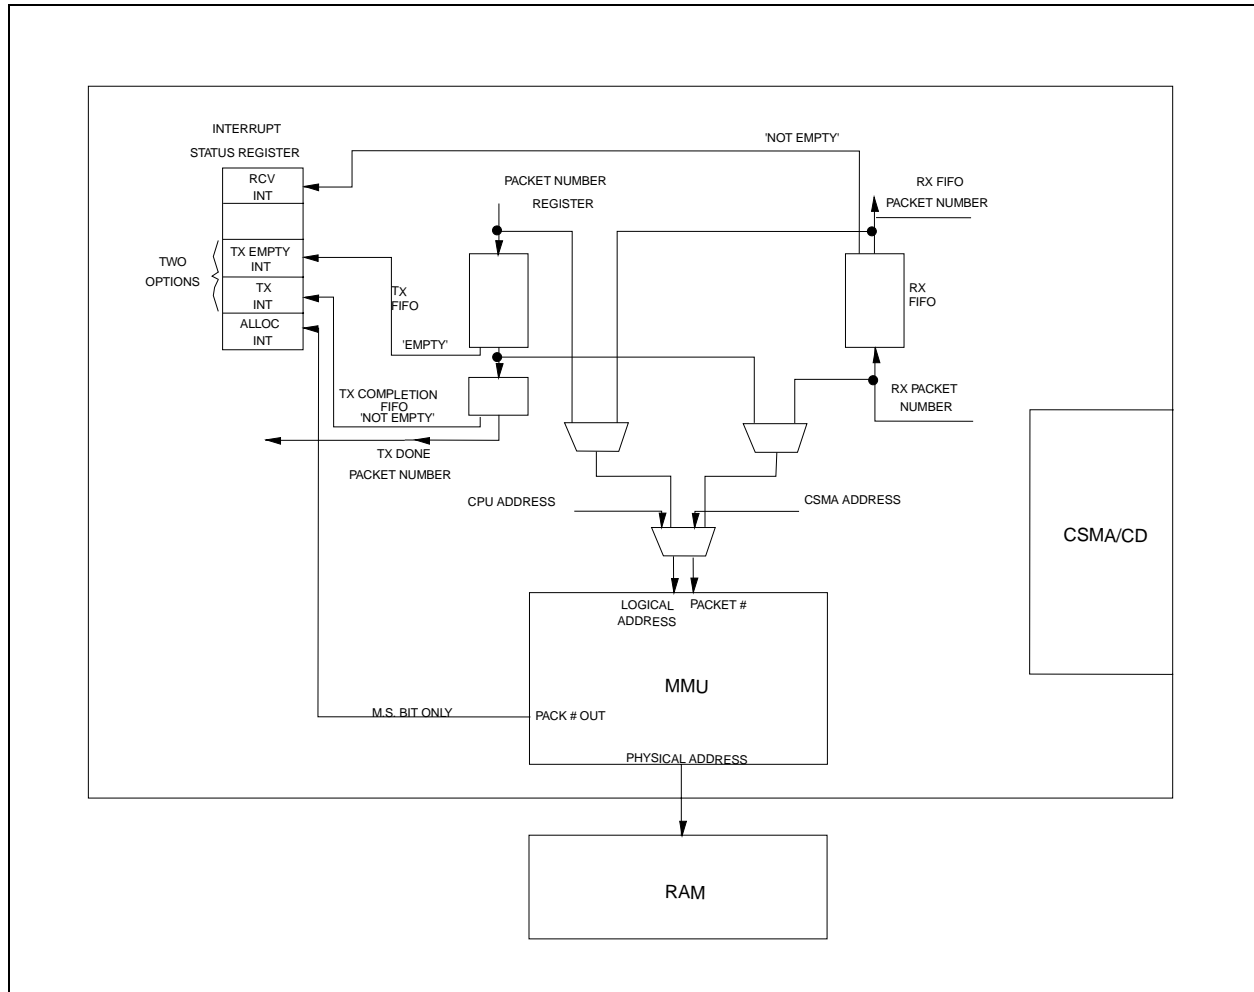 INTERRUPT
STATUS REGISTER
RCV
INT
TX EMPTY
INT
TX
INT
ALLOC
INT
TWO
OPTIONS
'NOT EMPTY'
PACKET NUMBER
REGISTER
RX FIFO
PACKET NUMBER
TX
FIFO
RX
FIFO
'EMPTY'
TX COMPLETION
FIFO
'NOT EMPTY'
TX DONE
PACKET NUMBER
RX PACKET
NUMBER
CPU ADDRESS
CSMA ADDRESS
CSMA/CD
LOGICAL
ADDRESS
PACKET #
MMU
M.S. BIT ONLY
PACK # OUT
PHYSICAL ADDRESS
RAM